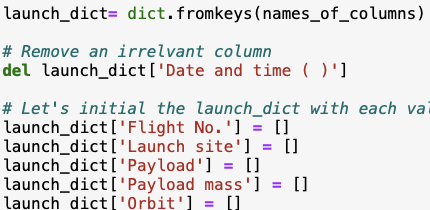 launch_dict= dict.fromkeys(names_of_columns)
# Remove an irrelvant column
del launch_dict['Date and time ( )']
# Let's initial the launch_dict with each
launch_dict['Flight No.'] = []
launch_dict['Launch site'] = []
launch_dict['Payload'] = []
launch_dict['Payload mass'] = []
launch_dict['Orbit'] = []